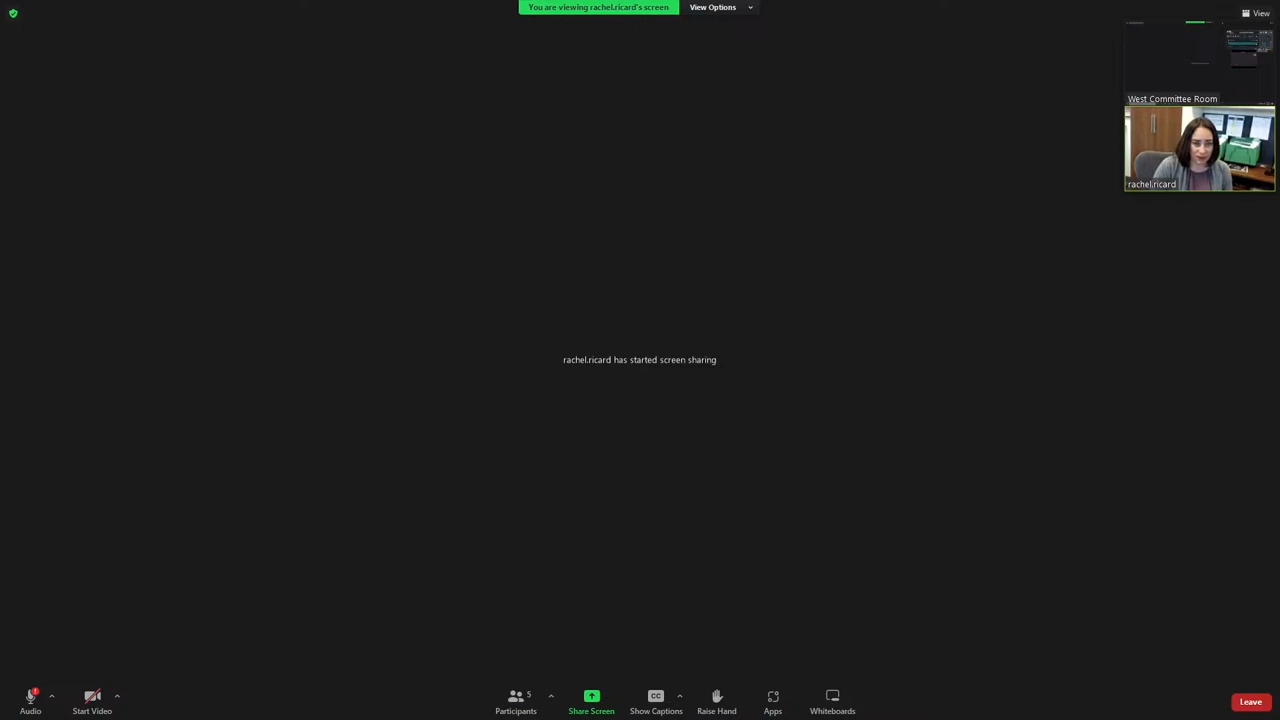 You are viewing rachel.ricard's screen
View Options
View
West Committee Room
rachel.ricard
rachel.ricard has started screen sharing
Audio
Start Video
Participants
5
Share Screen
CC
Show Captions
Raise Hand
Apps
Whiteboards
Leave